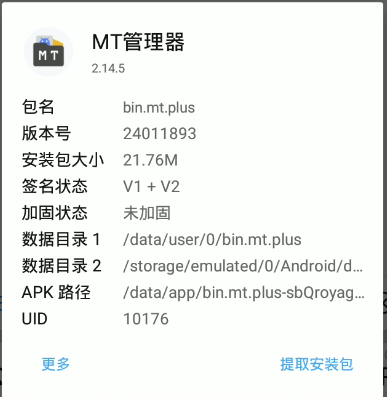 MT
MT管理器
2.14.5
包名 bin.mt.plus
版本号 24011893
安装包大小 21.76M
签名状态 V1 + V2
加固状态 未加固
数据目录 1 /data/user/0/bin.mt.plus
数据目录 2 /storage/emulated/0/Android/d...
APK 路径 /data/app/bin.mt.plus-sbQroyag...
UID 10176
更多 提取安装包